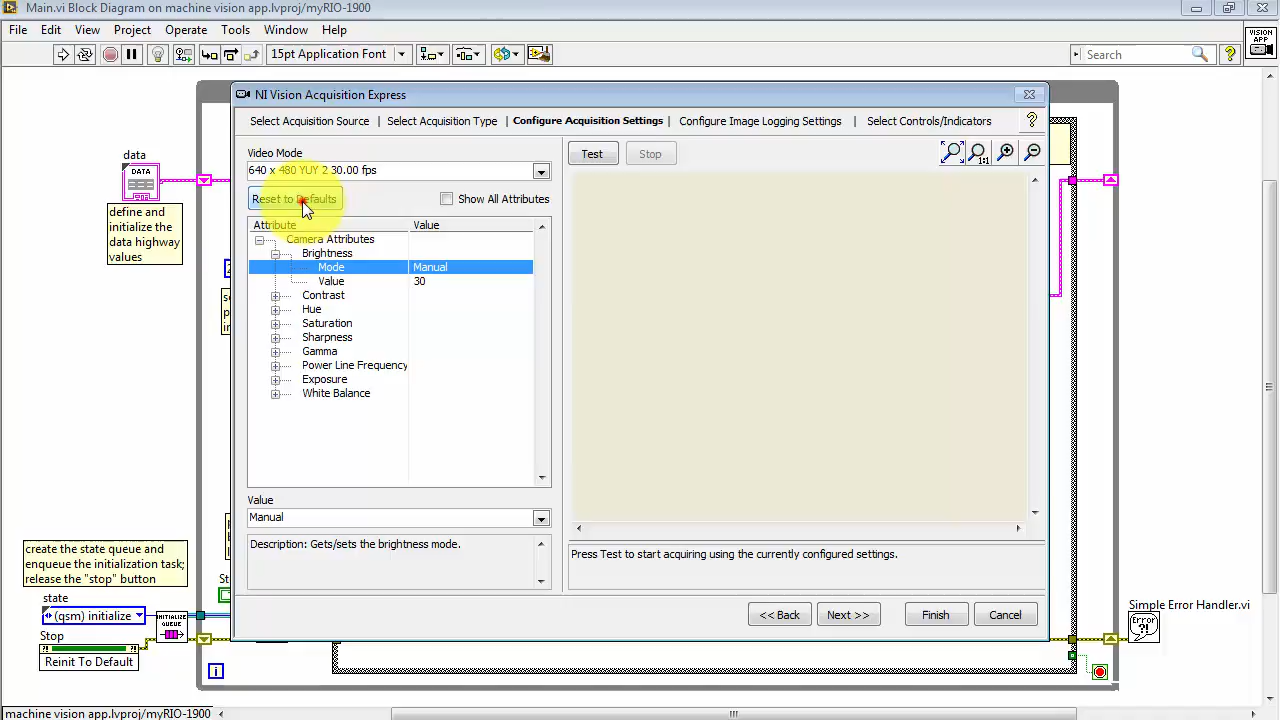 Main.vi Block Diagram on machine vision app.lvproj/myRIO-1900
File Edit View Project Operate Tools Window Help
15pt Application Font
Search
?
VISION
APP
NI Vision Acquisition Express
Select Acquisition Source | Select Acquisition Type | Configure Acquisition Settings | Configure Image Logging Settings | Select Controls/Indicators
?
Video Mode
640 x 480 YUY 2 30.00 fps
Reset to Defaults
Show All Attributes
Test
Stop
1:1
Attribute Value
Camera Attributes
Brightness
Mode Manual
Value 30
Contrast
Hue
Saturation
Sharpness
Gamma
Power Line Frequency
Exposure
White Balance
Value
Manual
Description: Gets/sets the brightness mode.
Press Test to start acquiring using the currently configured settings.
<< Back
Next >>
Finish
Cancel
data
DATA
define and
initialize the
data highway
values
create the state queue and
enqueue the initialization task;
release the "stop" button
state
(qsm) initialize
INITIALIZE
QUEUE
Stop
Reinit To Default
i
Simple Error Handler.vi
Error
?!
machine vision app.lvproj/myRIO-1900